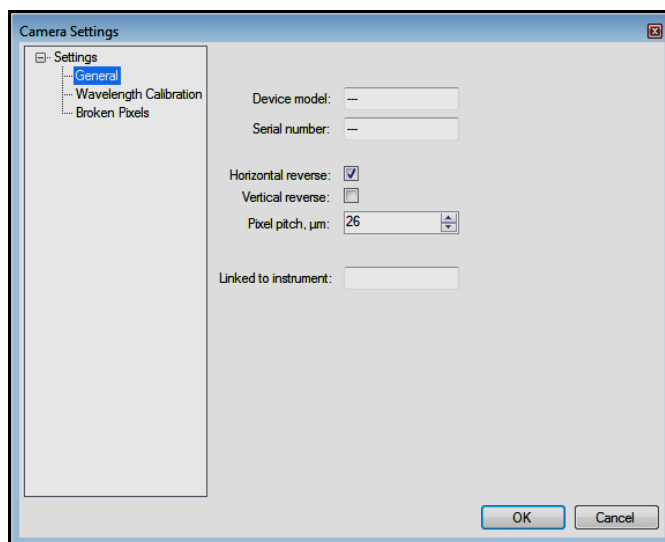 Camera Settings
Settings
General
Wavelength Calibration
Broken Pixels
Device model: ---
Serial number: ---
Horizontal reverse:
Vertical reverse:
Pixel pitch, µm: 26
Linked to instrument:
OK Cancel